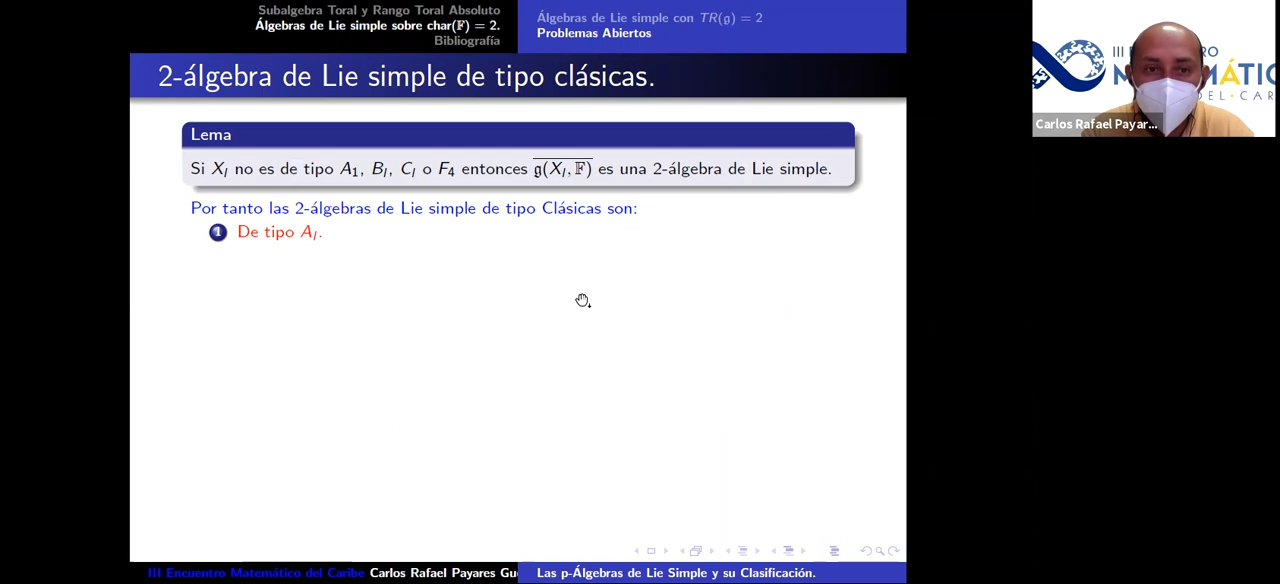 Subalgebra Toral y Rango Toral Absoluto
Álgebras de Lie simple sobre char(𝔽) = 2.
Bibliografía
Álgebras de Lie simple con TR(𝔤) = 2
Problemas Abiertos
2-álgebra de Lie simple de tipo clásicas.
Lema
Si X_l no es de tipo A_1, B_l, C_l o F_4 entonces \overline{𝔤(X_l, 𝔽)} es una 2-álgebra de Lie simple.
Por tanto las 2-álgebras de Lie simple de tipo Clásicas son:
1 De tipo A_l.
III Encuentro Matemático del Caribe Carlos Rafael Payares Gu
Las p-Álgebras de Lie Simple y su Clasificación.
III
DEL CAR
Carlos Rafael Payar...